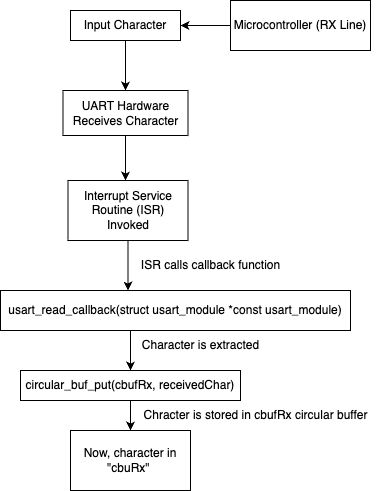 Input Character
Microcontroller (RX Line)
UART Hardware
Receives Character
Interrupt Service
Routine (ISR)
Invoked
ISR calls callback function
usart_read_callback(struct usart_module *const usart_module)
Character is extracted
circular_buf_put(cbufRx, receivedChar)
Chracter is stored in cbufRx circular buffer
Now, character in
"cbuRx"